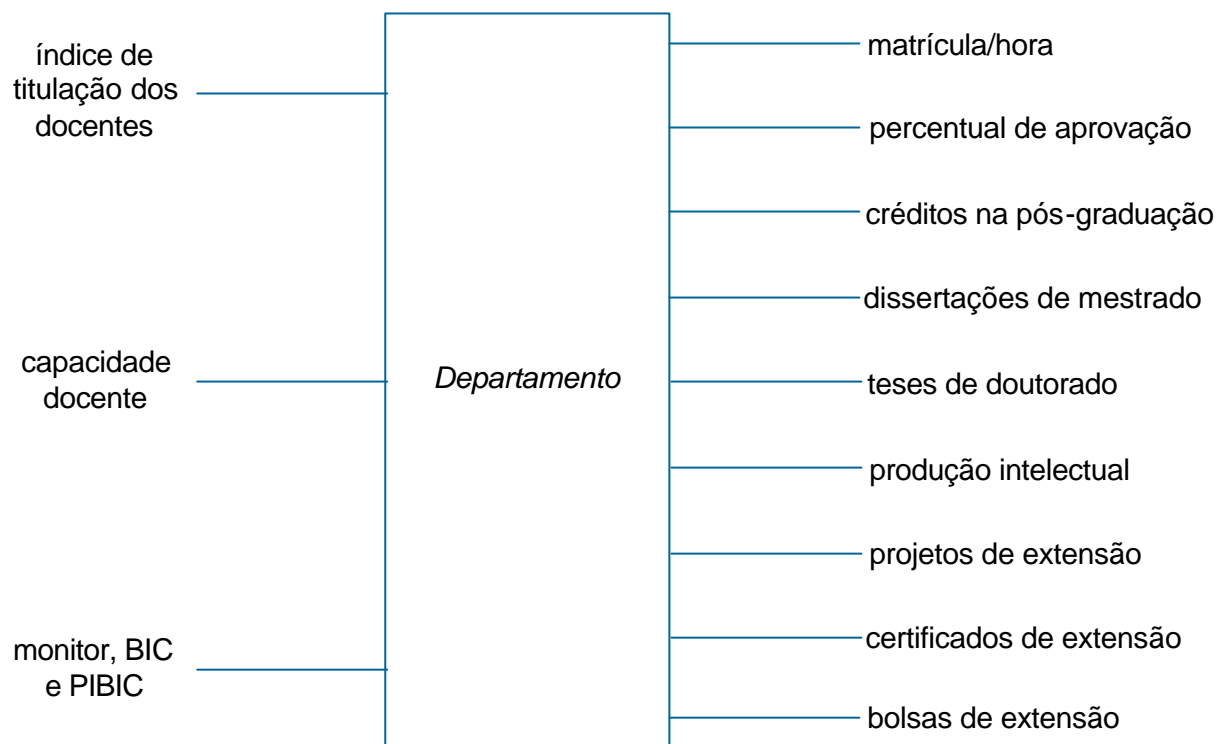 índice de
titulação dos
docentes
capacidade
docente
monitor, BIC
e PIBIC
Departamento
matrícula/hora
percentual de aprovação
créditos na pós-graduação
dissertações de mestrado
teses de doutorado
produção intelectual
projetos de extensão
certificados de extensão
bolsas de extensão